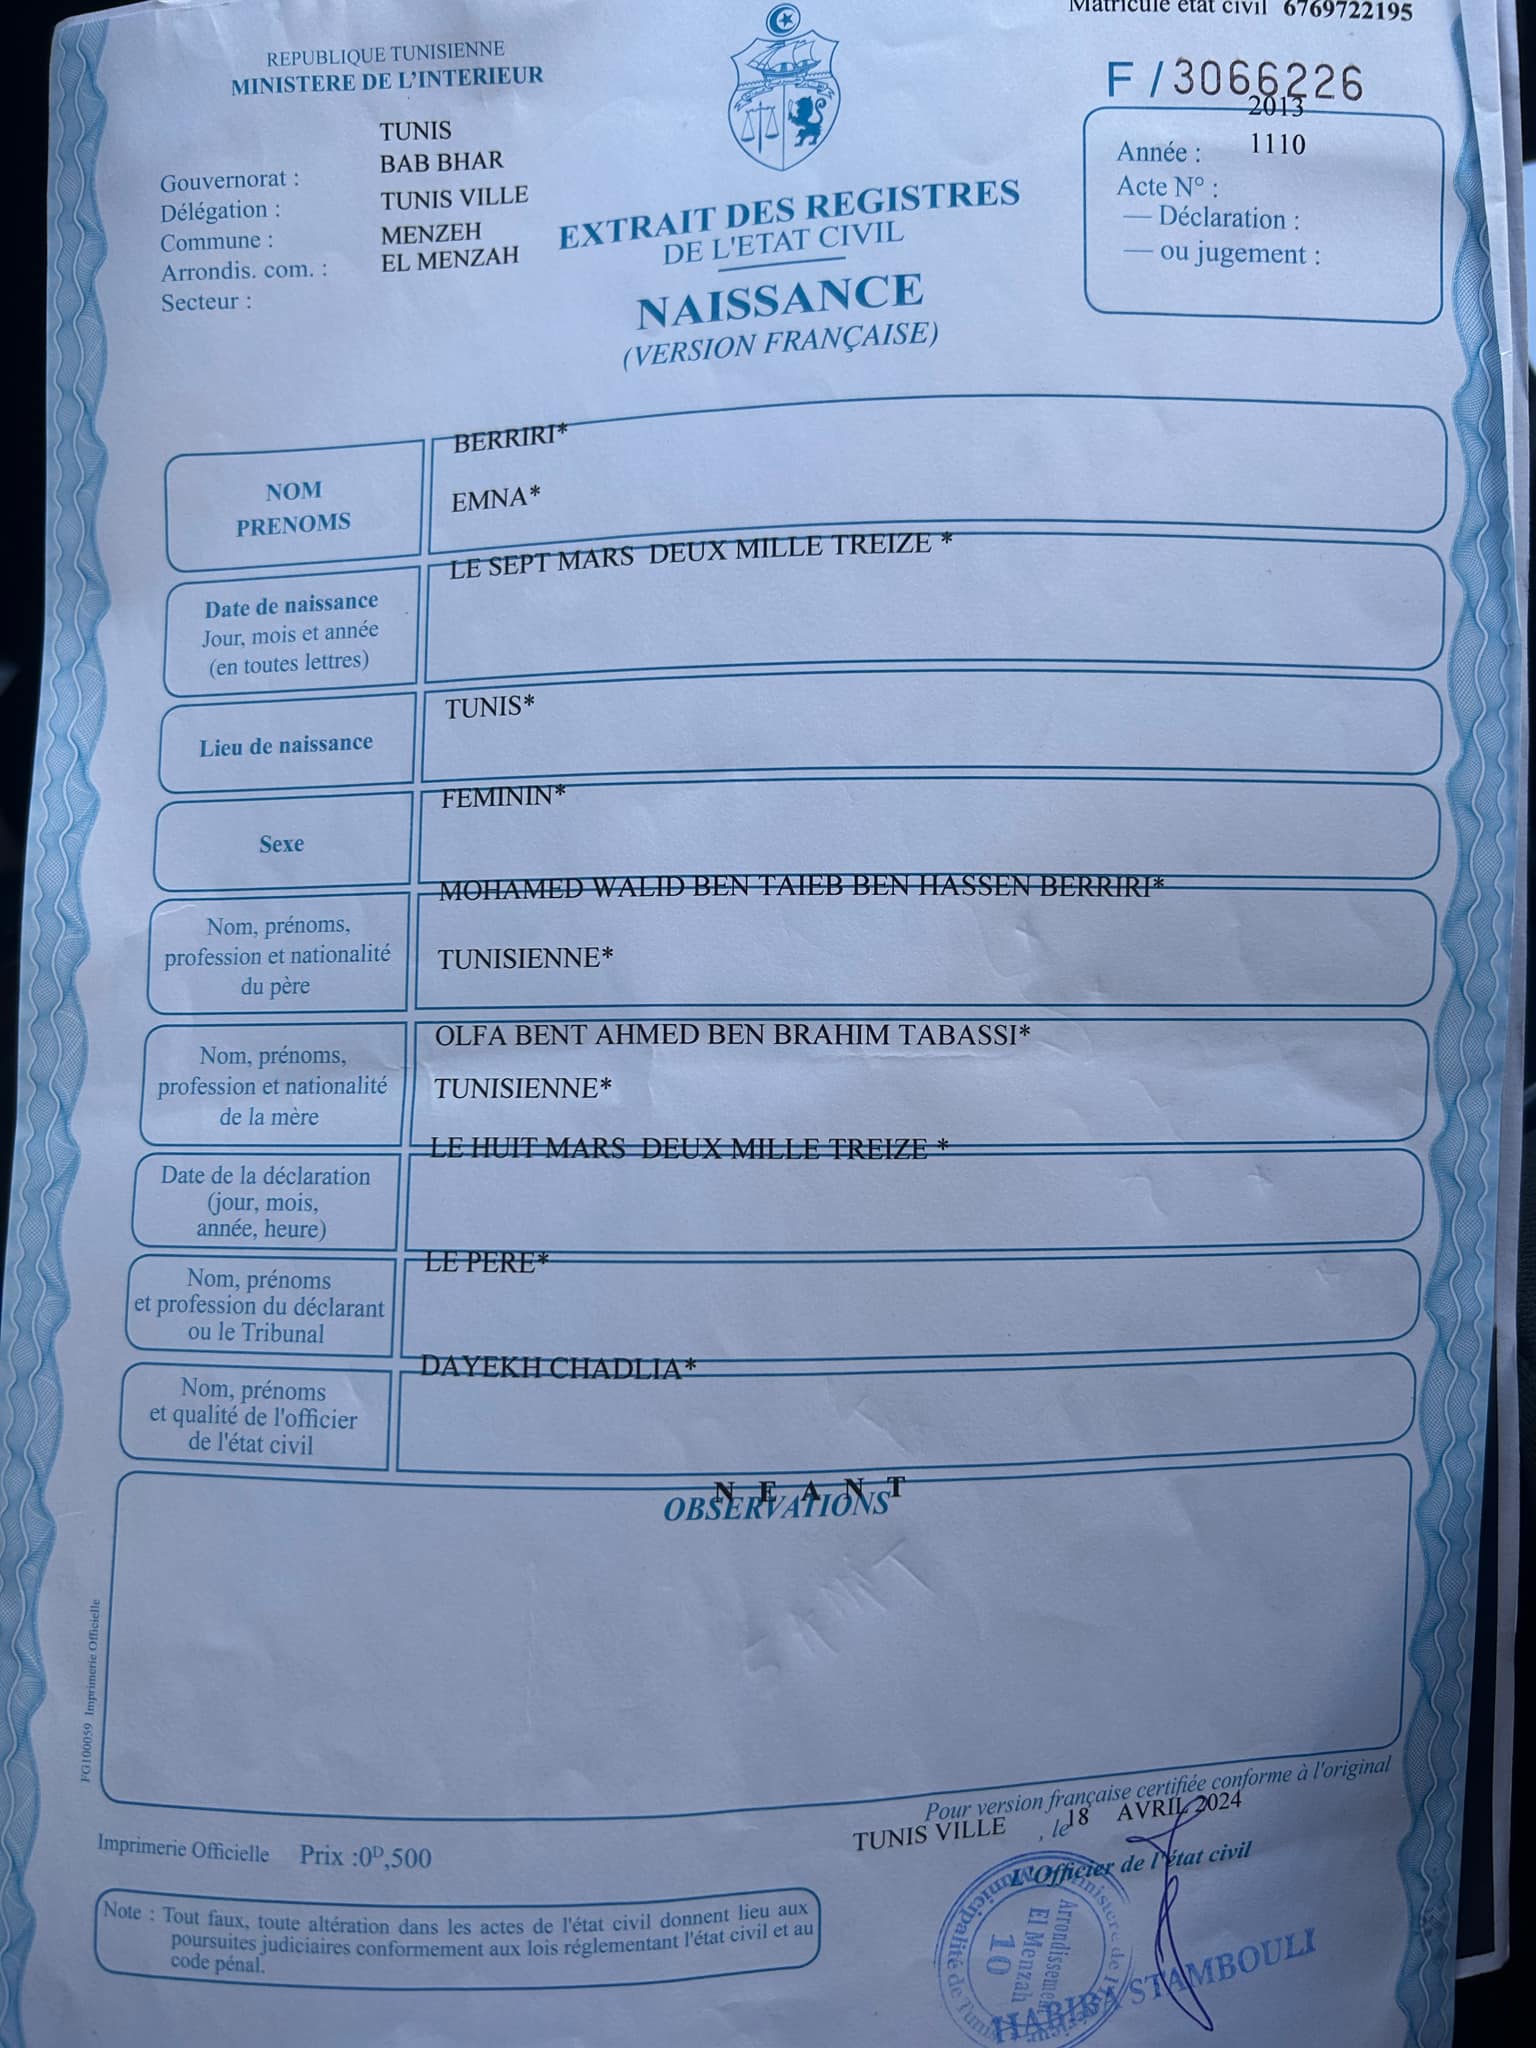 Matricule état civil 6769722195
REPUBLIQUE TUNISIENNE
MINISTERE DE L'INTERIEUR
F / 3066226
2013
Année : 1110
Acte N° :
— Déclaration :
— ou jugement :
TUNIS
Gouvernorat : BAB BHAR
Délégation : TUNIS VILLE
Commune : MENZEH
Arrondis. com. : EL MENZAH
Secteur :
EXTRAIT DES REGISTRES
DE L'ETAT CIVIL
NAISSANCE
(VERSION FRANÇAISE)
NOM
PRENOMS
BERRIRI*
EMNA*
Date de naissance
Jour, mois et année
(en toutes lettres)
LE SEPT MARS DEUX MILLE TREIZE *
Lieu de naissance
TUNIS*
Sexe
FEMININ*
Nom, prénoms,
profession et nationalité
du père
MOHAMED WALID BEN TAIEB BEN HASSEN BERRIRI*
TUNISIENNE*
Nom, prénoms,
profession et nationalité
de la mère
OLFA BENT AHMED BEN BRAHIM TABASSI*
TUNISIENNE*
Date de la déclaration
(jour, mois,
année, heure)
LE HUIT MARS DEUX MILLE TREIZE *
Nom, prénoms
et profession du déclarant
ou le Tribunal
LE PERE*
Nom, prénoms
et qualité de l'officier
de l'état civil
DAYEKH CHADLIA*
N E A N T
OBSERVATIONS
FG100059 Imprimerie Officielle
Pour version française certifiée conforme à l'original
TUNIS VILLE , le 18 AVRIL 2024
L'Officier de l'état civil
Imprimerie Officielle Prix :0D,500
Note : Tout faux, toute altération dans les actes de l'état civil donnent lieu aux
poursuites judiciaires conformement aux lois réglementant l'état civil et au
code pénal.
Municipalité de Tunis
Arrondissement
El Menzah
10
HABIBA STAMBOULI